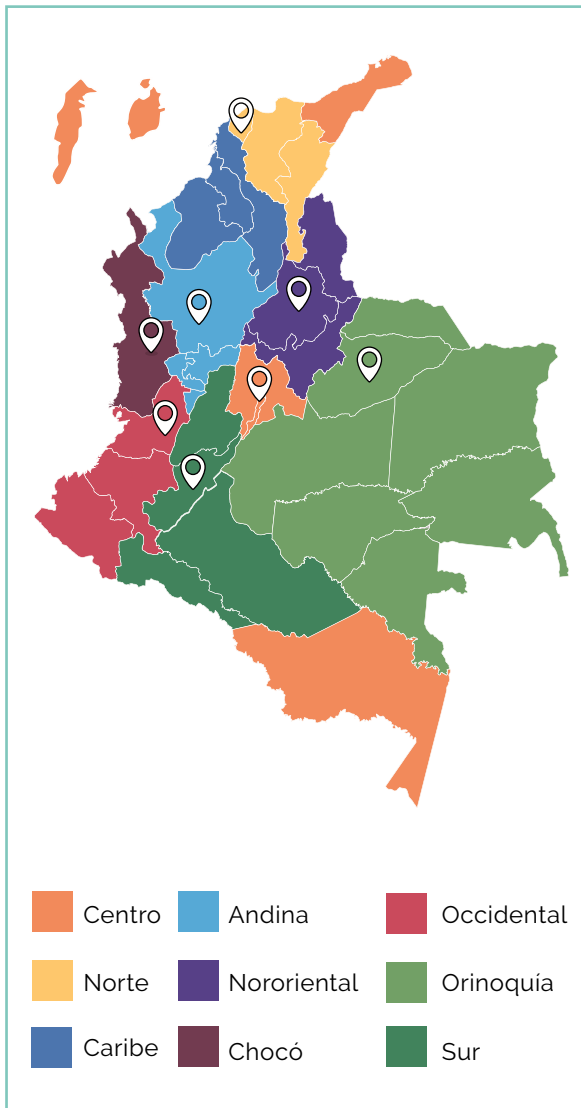 Centro
Andina
Occidental
Norte
Nororiental
Orinoquía
Caribe
Chocó
Sur